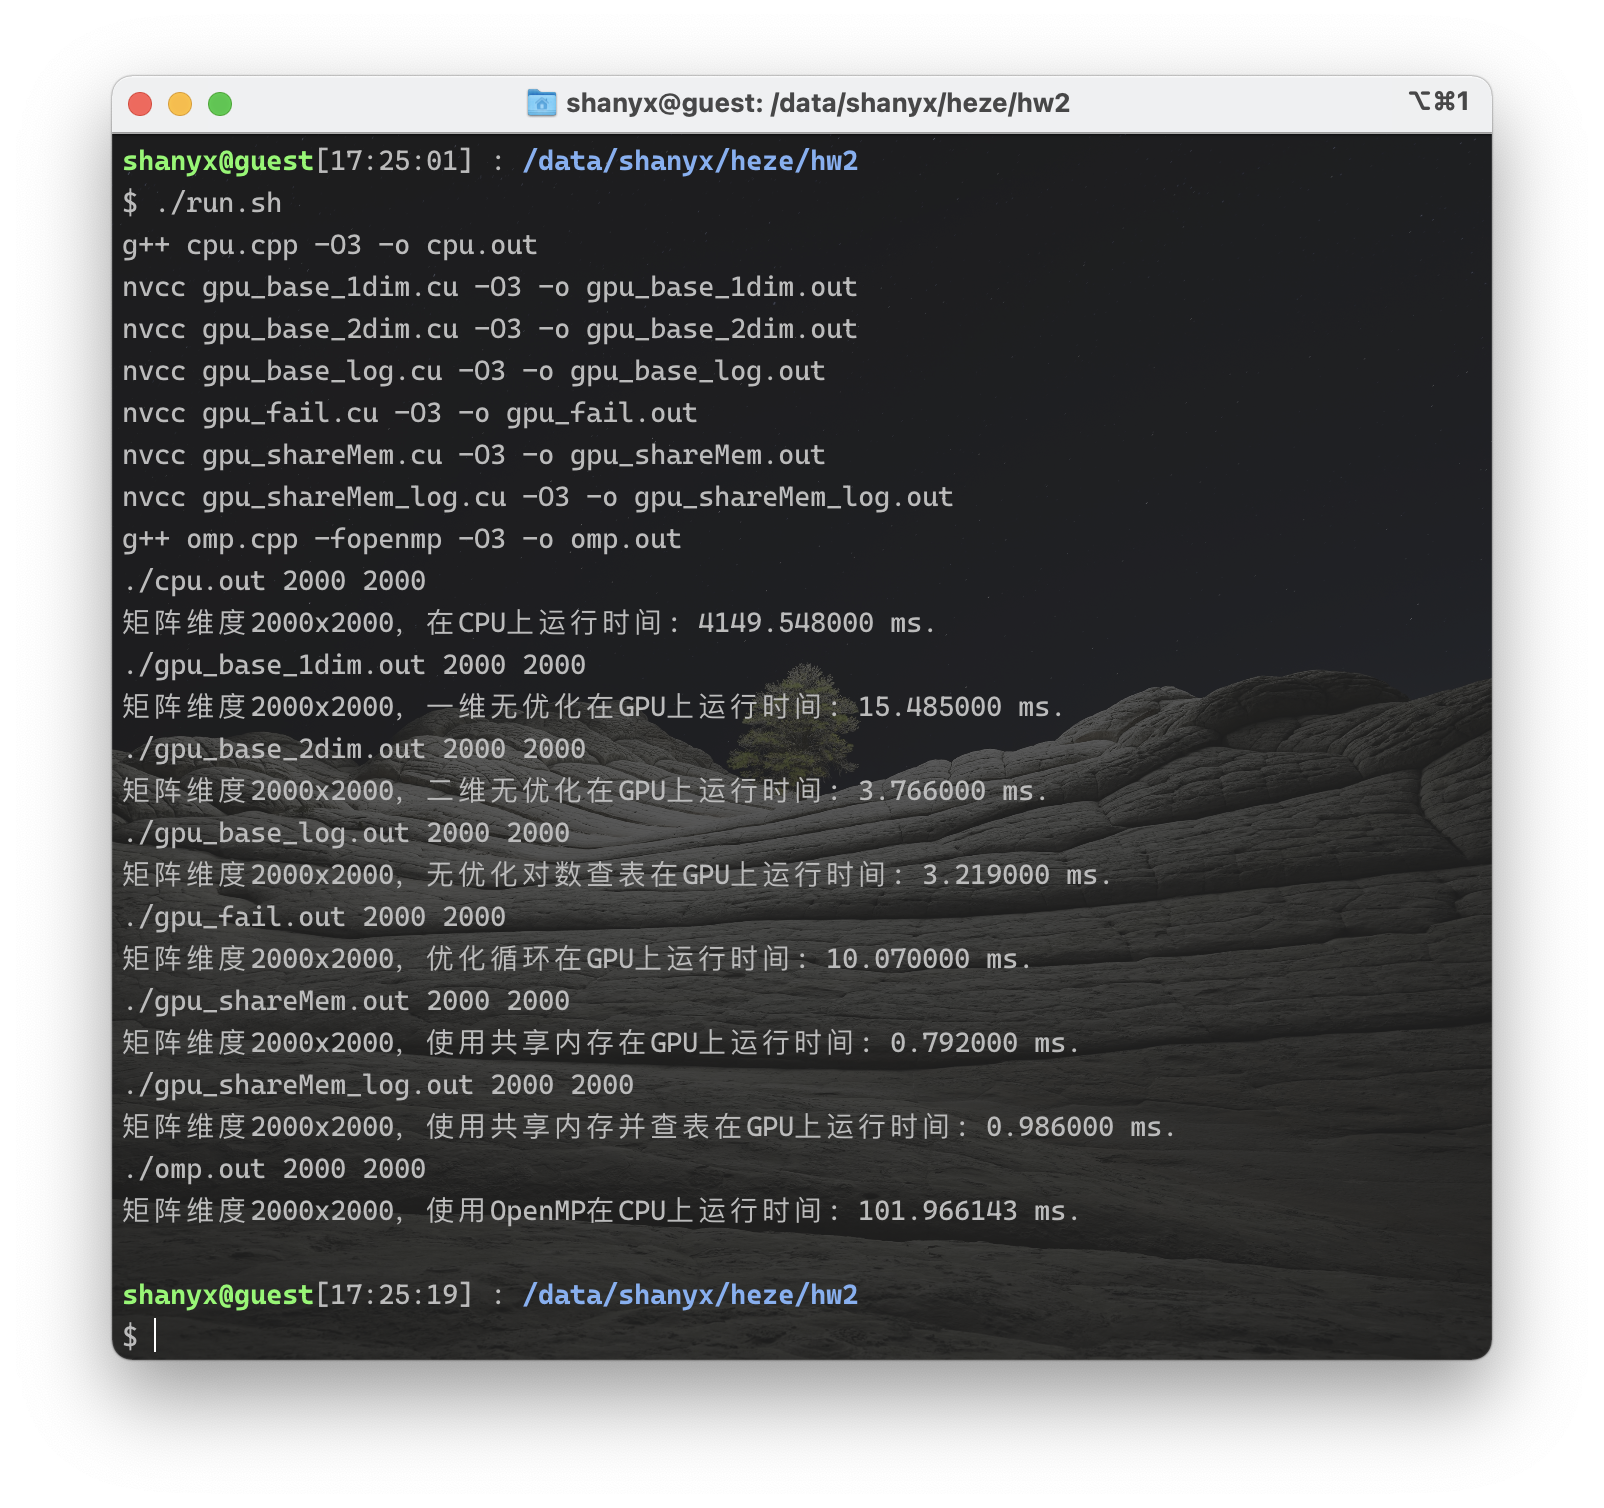 shanyx@guest: /data/shanyx/heze/hw2
⌥⌘1
shanyx@guest[17:25:01] : /data/shanyx/heze/hw2
$ ./run.sh
g++ cpu.cpp -O3 -o cpu.out
nvcc gpu_base_1dim.cu -O3 -o gpu_base_1dim.out
nvcc gpu_base_2dim.cu -O3 -o gpu_base_2dim.out
nvcc gpu_base_log.cu -O3 -o gpu_base_log.out
nvcc gpu_fail.cu -O3 -o gpu_fail.out
nvcc gpu_shareMem.cu -O3 -o gpu_shareMem.out
nvcc gpu_shareMem_log.cu -O3 -o gpu_shareMem_log.out
g++ omp.cpp -fopenmp -O3 -o omp.out
./cpu.out 2000 2000
矩阵维度2000x2000, 在CPU上运行时间: 4149.548000 ms.
./gpu_base_1dim.out 2000 2000
矩阵维度2000x2000, 一维无优化在GPU上运行时间: 15.485000 ms.
./gpu_base_2dim.out 2000 2000
矩阵维度2000x2000, 二维无优化在GPU上运行时间: 3.766000 ms.
./gpu_base_log.out 2000 2000
矩阵维度2000x2000, 无优化对数查表在GPU上运行时间: 3.219000 ms.
./gpu_fail.out 2000 2000
矩阵维度2000x2000, 优化循环在GPU上运行时间: 10.070000 ms.
./gpu_shareMem.out 2000 2000
矩阵维度2000x2000, 使用共享内存在GPU上运行时间: 0.792000 ms.
./gpu_shareMem_log.out 2000 2000
矩阵维度2000x2000, 使用共享内存并查表在GPU上运行时间: 0.986000 ms.
./omp.out 2000 2000
矩阵维度2000x2000, 使用OpenMP在CPU上运行时间: 101.966143 ms.
shanyx@guest[17:25:19] : /data/shanyx/heze/hw2
$